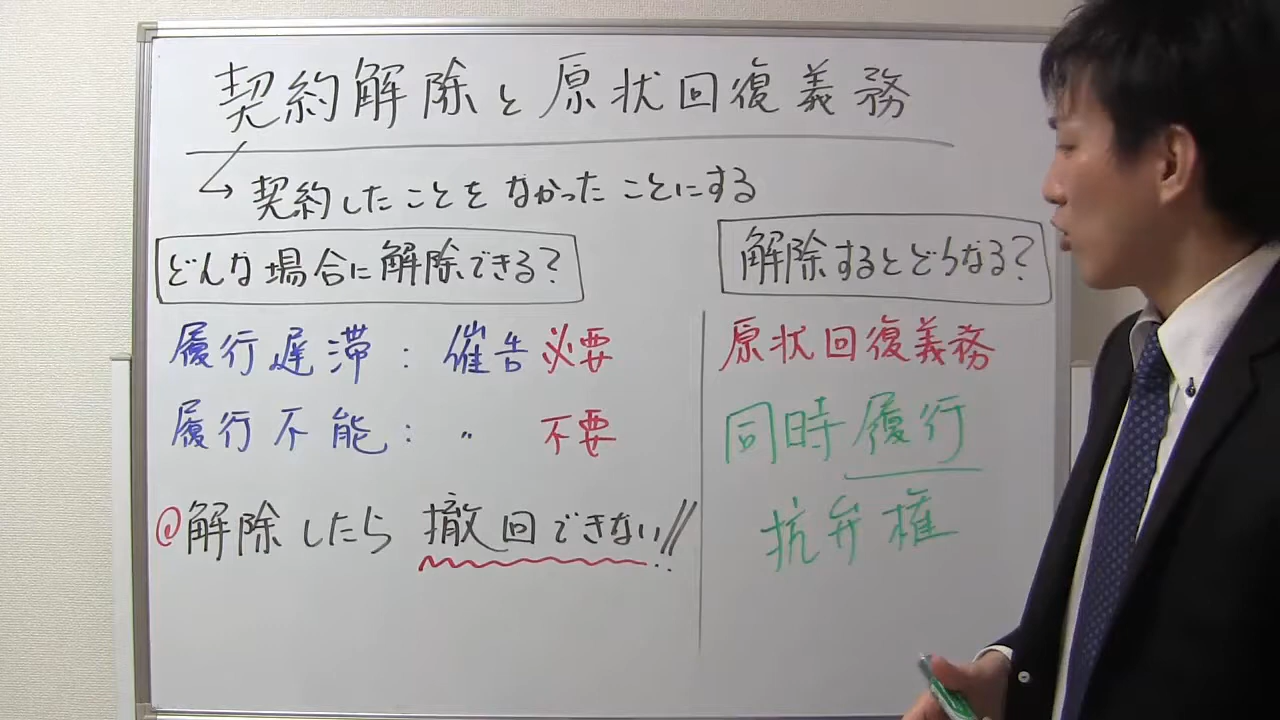 契約解除と原状回復義務
→契約したことをなかったことにする
どんな場合に解除できる?
履行遅滞:催告必要
履行不能:〃不要
@解除したら撤回できない!!
解除するとどうなる?
原状回復義務
同時履行
抗弁権